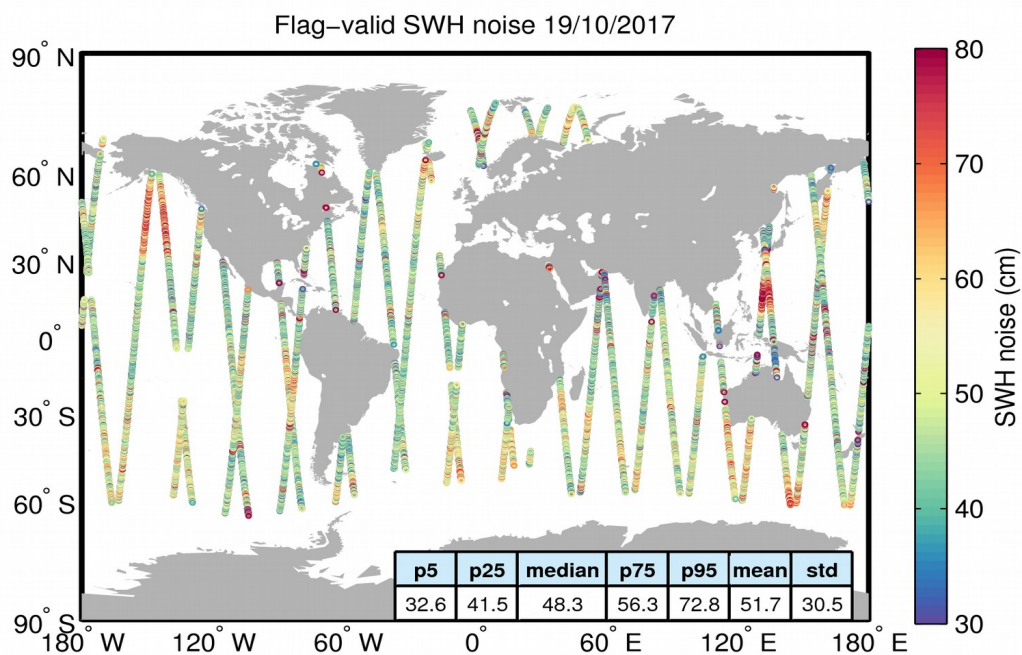 Flag−valid SWH noise 19/10/2017
90° N
60° N
30° N
0°
30° S
60° S
90° S
180° W
120° W
60° W
0°
60° E
120° E
180° E
80
70
60
50
40
30
SWH noise (cm)
p5 p25 median p75 p95 mean std
32.6 41.5 48.3 56.3 72.8 51.7 30.5